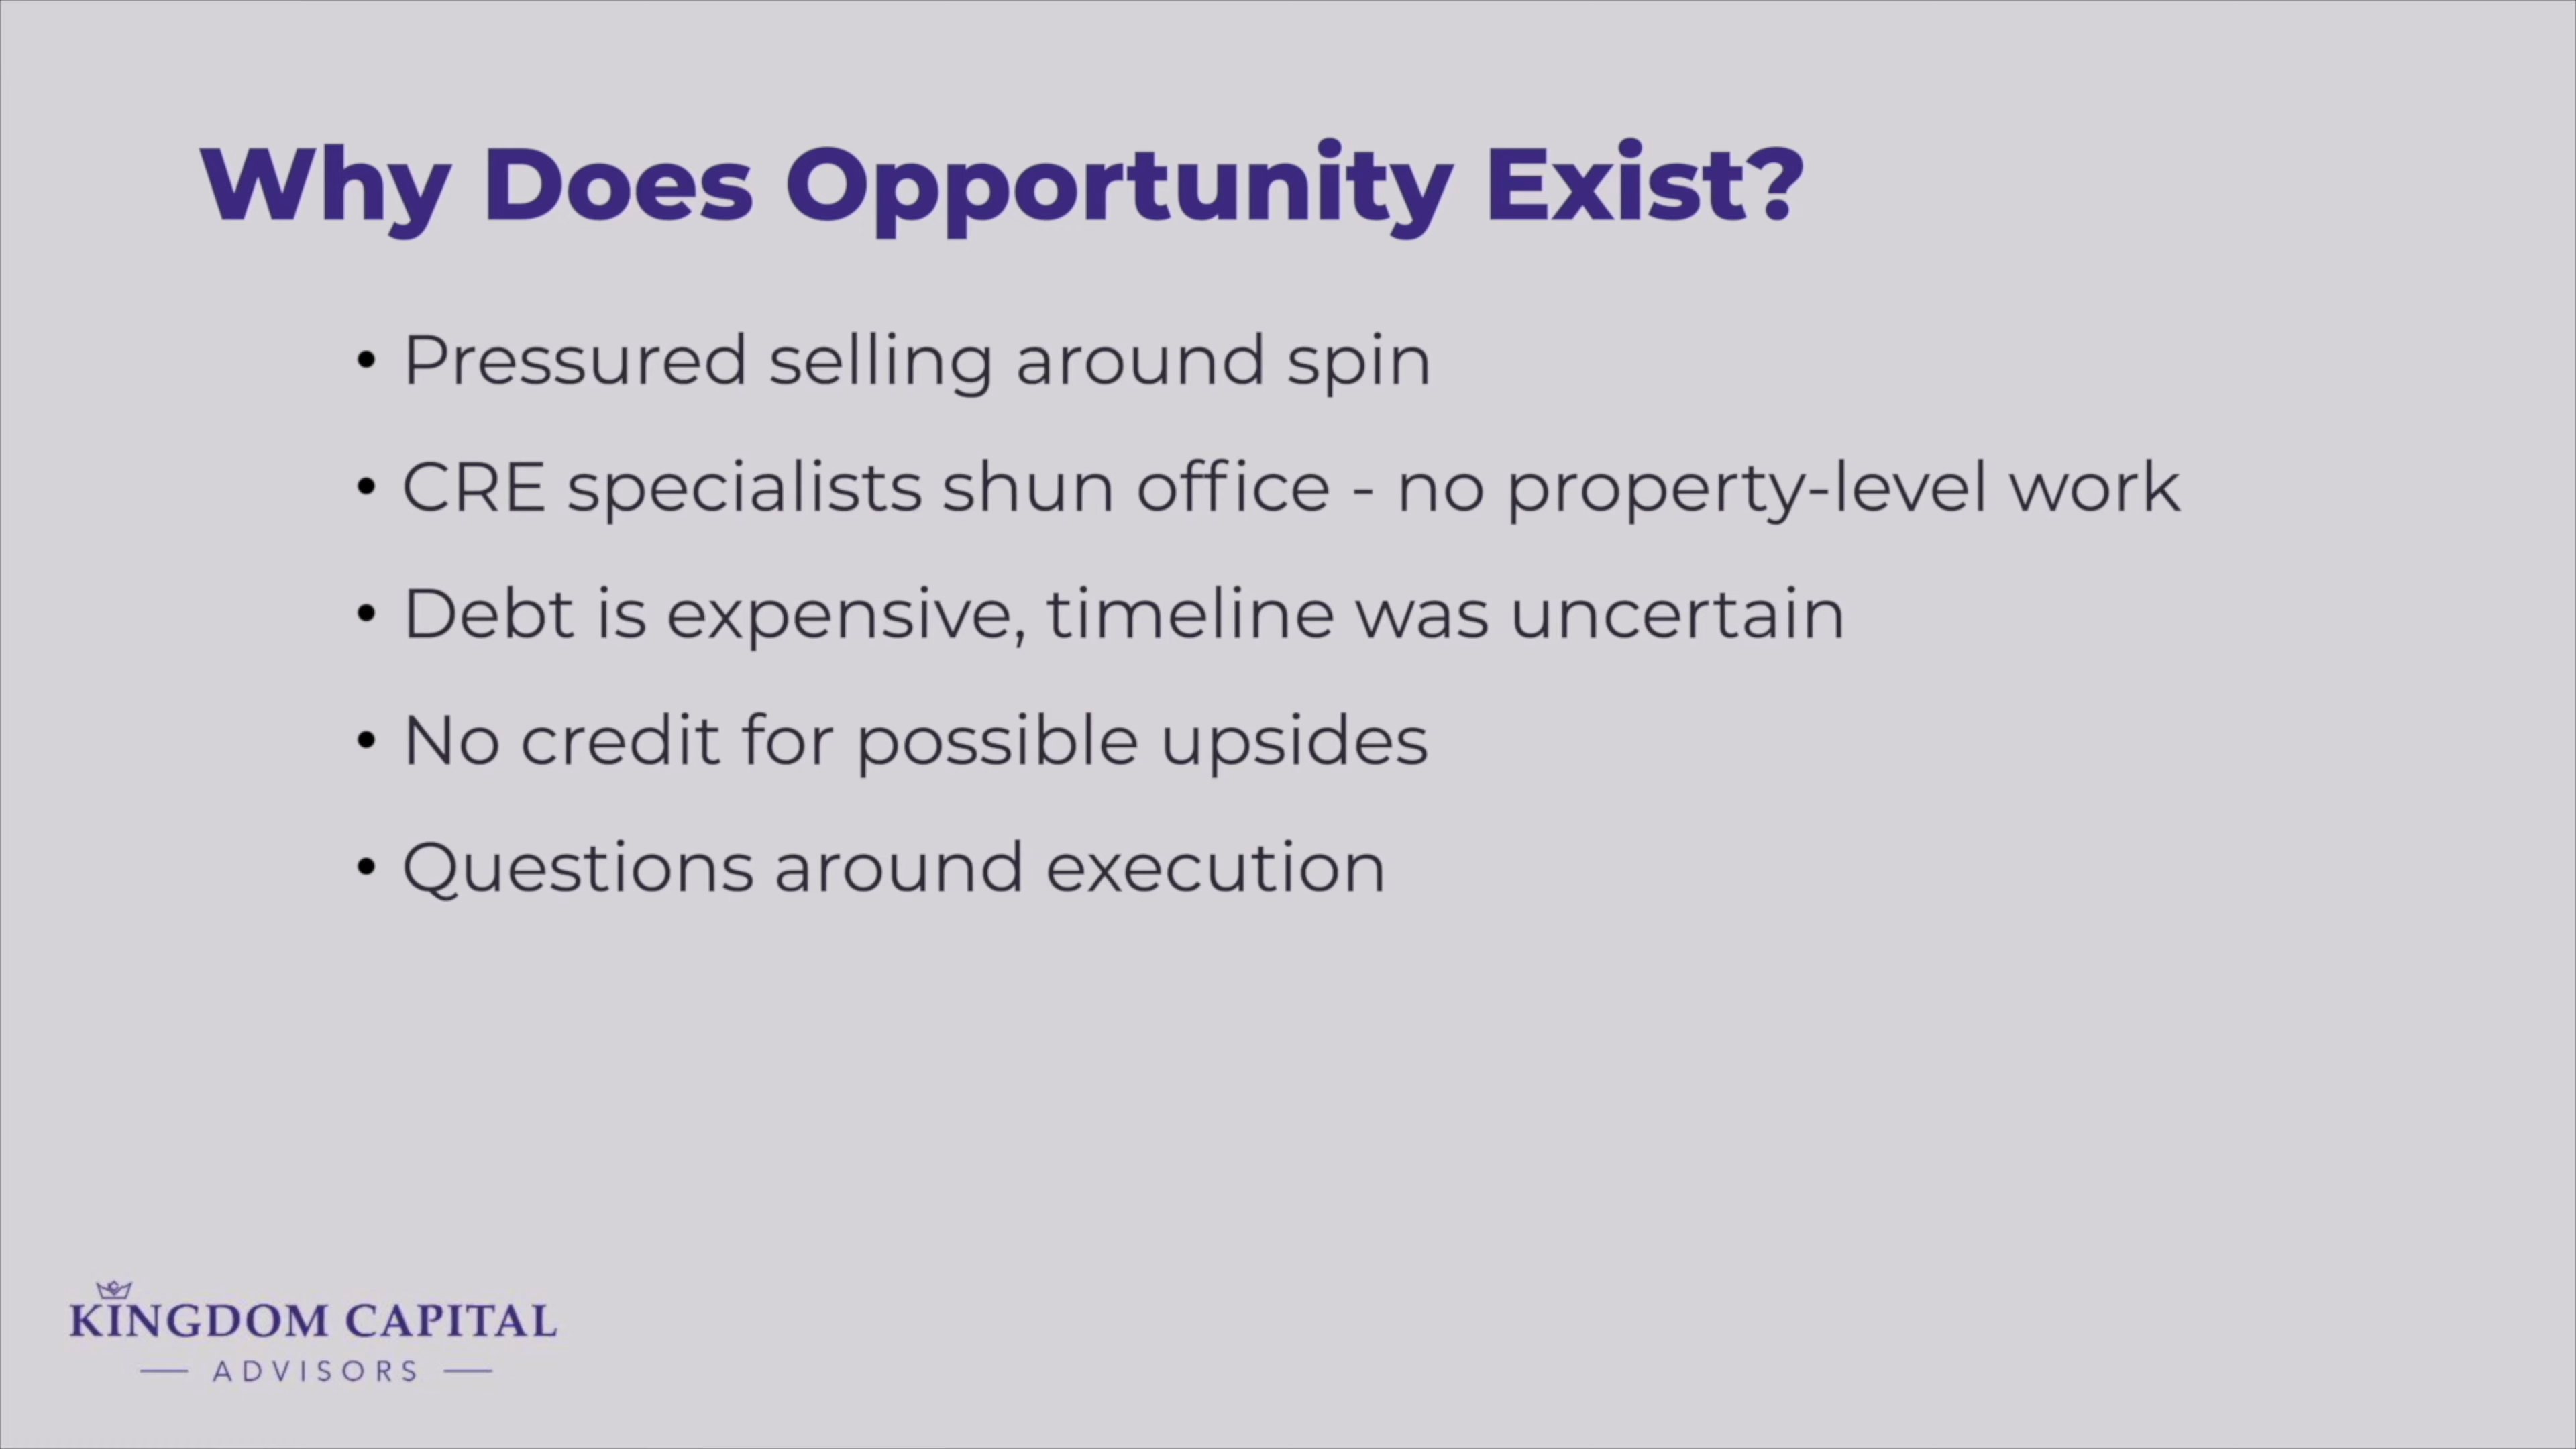 Why Does Opportunity Exist?
• Pressured selling around spin
• CRE specialists shun office - no property-level work
• Debt is expensive, timeline was uncertain
• No credit for possible upsides
• Questions around execution
KINGDOM CAPITAL
ADVISORS